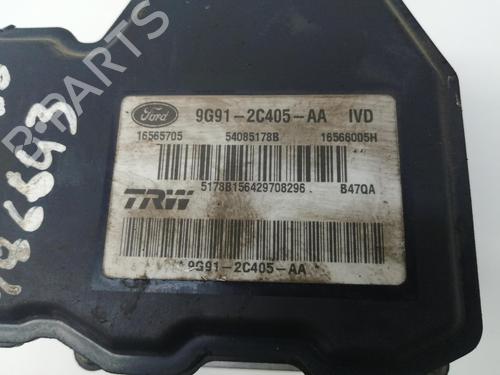 Ford
9G91-2C405-AA IVD
16565705 54085178B 16566005H
5178B156429708296 B47QA
TRW
9G91-2C405-AA
PARTS